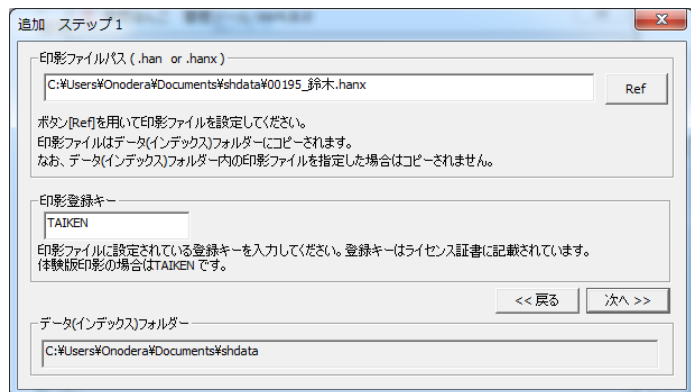 追加 ステップ1
印影ファイルパス ( .han or .hanx )
C:¥Users¥Onodera¥Documents¥shdata¥00195_鈴木.hanx
Ref
ボタン[Ref]を用いて印影ファイルを設定してください。
印影ファイルはデータ(インデックス)フォルダーにコピーされます。
なお、データ(インデックス)フォルダー内の印影ファイルを指定した場合はコピーされません。
印影登録キー
TAIKEN
印影ファイルに設定されている登録キーを入力してください。登録キーはライセンス証書に記載されています。
体験版印影の場合はTAIKEN です。
<< 戻る
次へ >>
データ(インデックス)フォルダー
C:¥Users¥Onodera¥Documents¥shdata